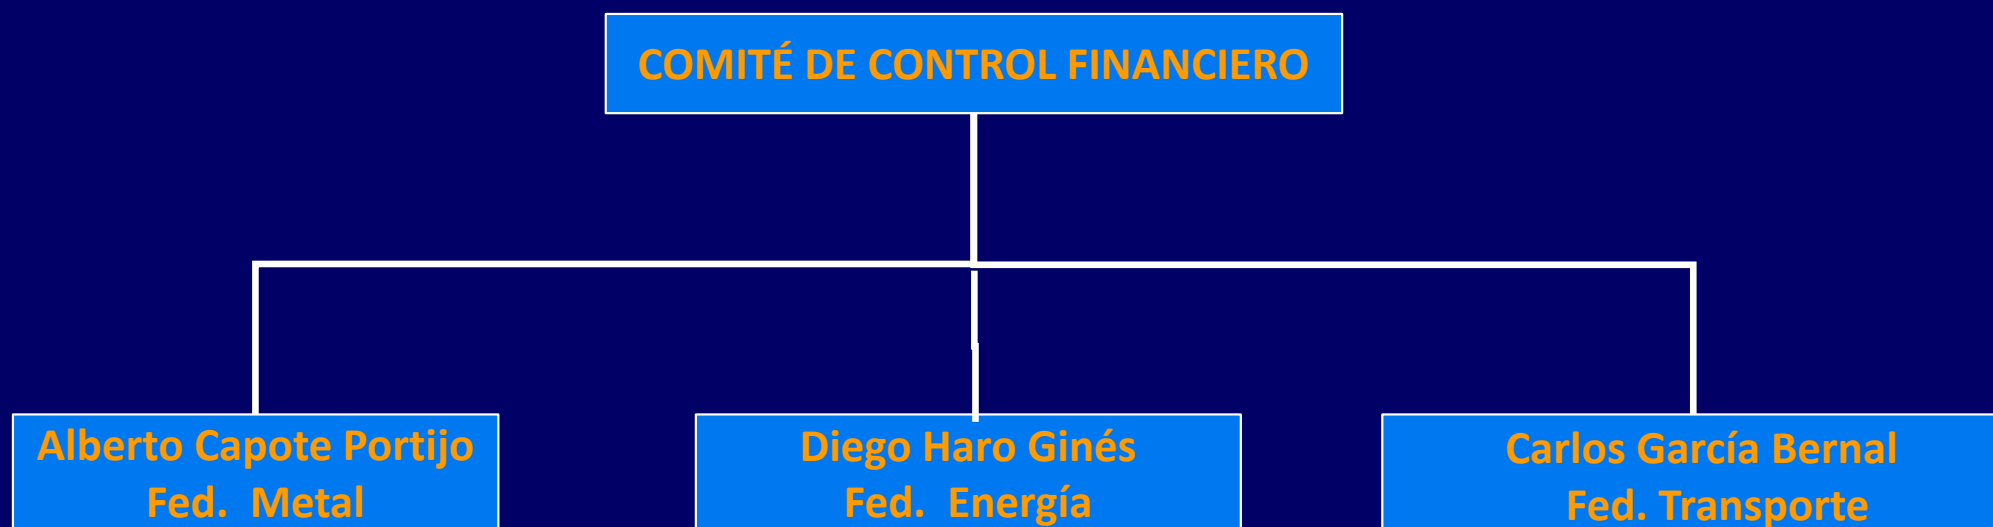 COMITÉ DE CONTROL FINANCIERO
Alberto Capote Portijo
Fed. Metal
Diego Haro Ginés
Fed. Energía
Carlos García Bernal
Fed. Transporte